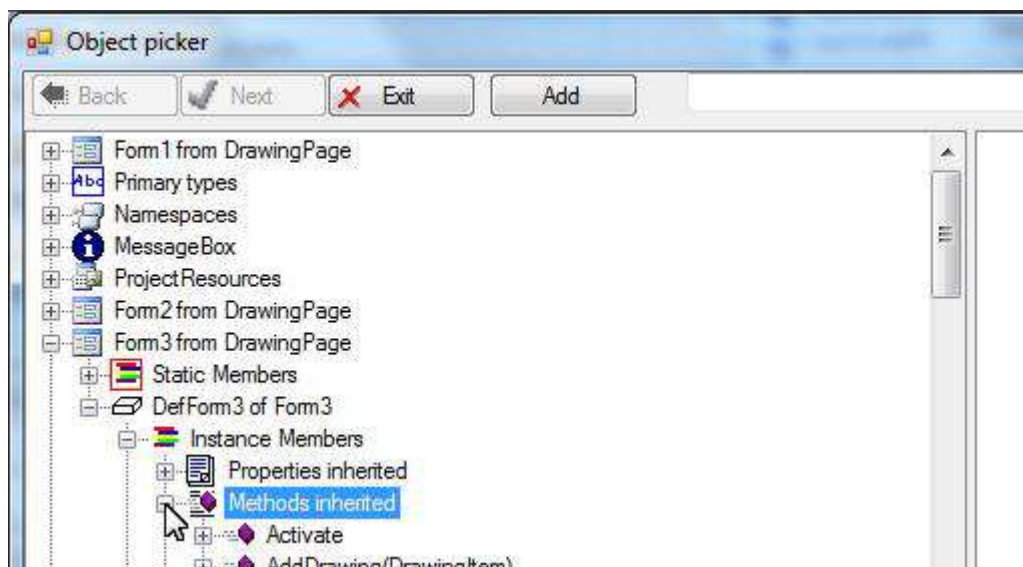 Object picker
Back Next Exit Add
Form1 from DrawingPage
Abc Primary types
Namespaces
MessageBox
ProjectResources
Form2 from DrawingPage
Form3 from DrawingPage
Static Members
DefForm3 of Form3
Instance Members
Properties inherited
Methods inherited
Activate
AddDrawing(DrawingItem)